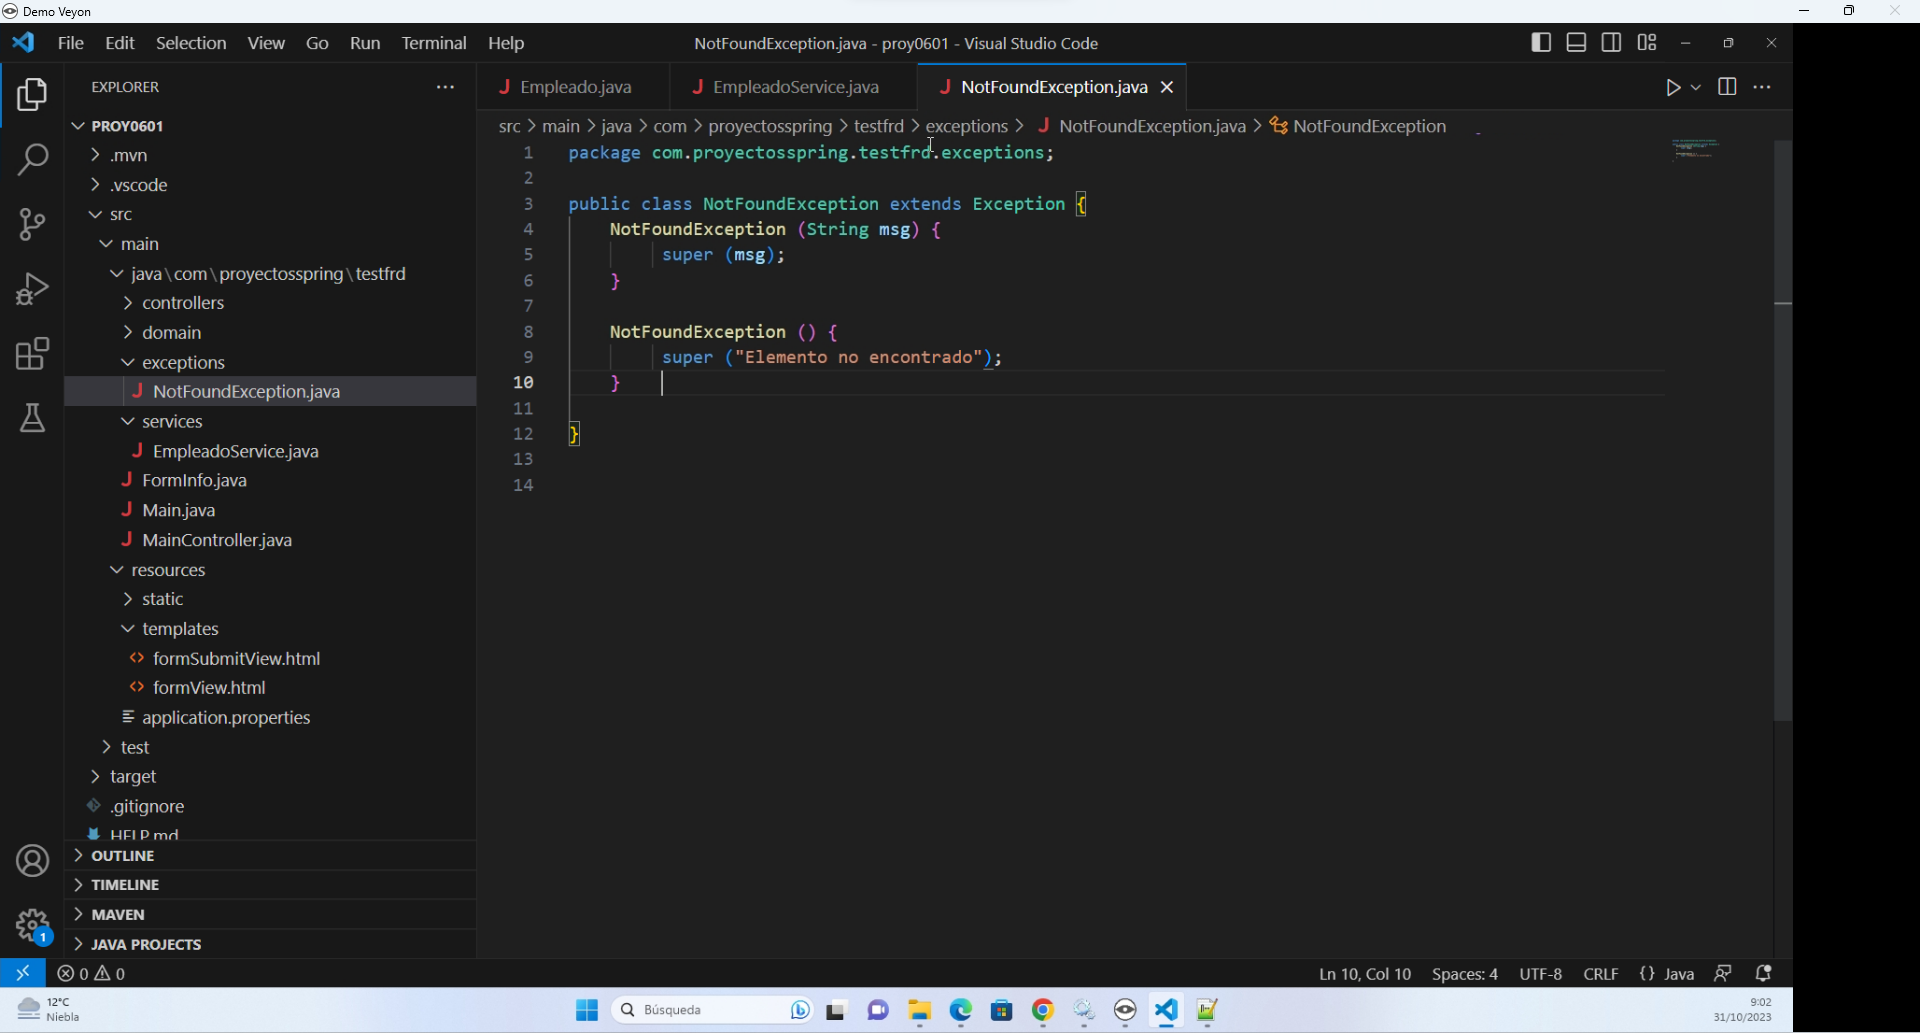 Demo Veyon
File Edit Selection View Go Run Terminal Help
NotFoundException.java - proy0601 - Visual Studio Code
EXPLORER
PROY0601
.mvn
.vscode
src
main
java\com\proyectosspring\testfrd
controllers
domain
exceptions
NotFoundException.java
services
EmpleadoService.java
FormInfo.java
Main.java
MainController.java
resources
static
templates
formSubmitView.html
formView.html
application.properties
test
target
.gitignore
HELP.md
OUTLINE
TIMELINE
MAVEN
JAVA PROJECTS
Empleado.java EmpleadoService.java NotFoundException.java
src > main > java > com > proyectosspring > testfrd > exceptions > NotFoundException.java > NotFoundException
1 package com.proyectosspring.testfrd.exceptions;
2
3 public class NotFoundException extends Exception {
4 NotFoundException (String msg) {
5 super (msg);
6 }
7
8 NotFoundException () {
9 super ("Elemento no encontrado");
10 }
11
12 }
13
14
1
0 0
Ln 10, Col 10 Spaces: 4 UTF-8 CRLF {} Java
12°C
Niebla
Búsqueda
9:02
31/10/2023